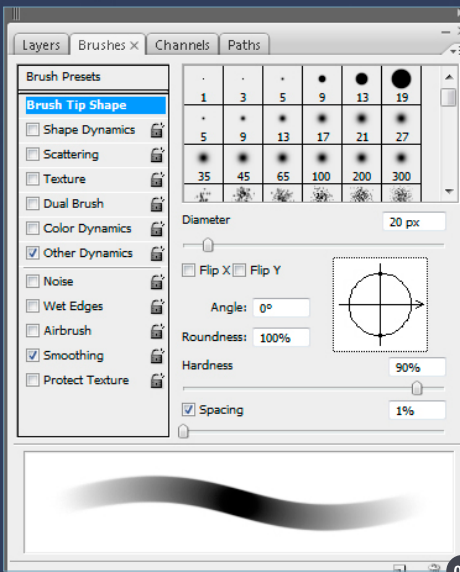 Layers Brushes × Channels Paths
Brush Presets
Brush Tip Shape
Shape Dynamics
Scattering
Texture
Dual Brush
Color Dynamics
Other Dynamics
Noise
Wet Edges
Airbrush
Smoothing
Protect Texture
1 3 5 9 13 19
5 9 13 17 21 27
35 45 65 100 200 300
Diameter 20 px
Flip X Flip Y
Angle: 0°
Roundness: 100%
Hardness 90%
Spacing 1%